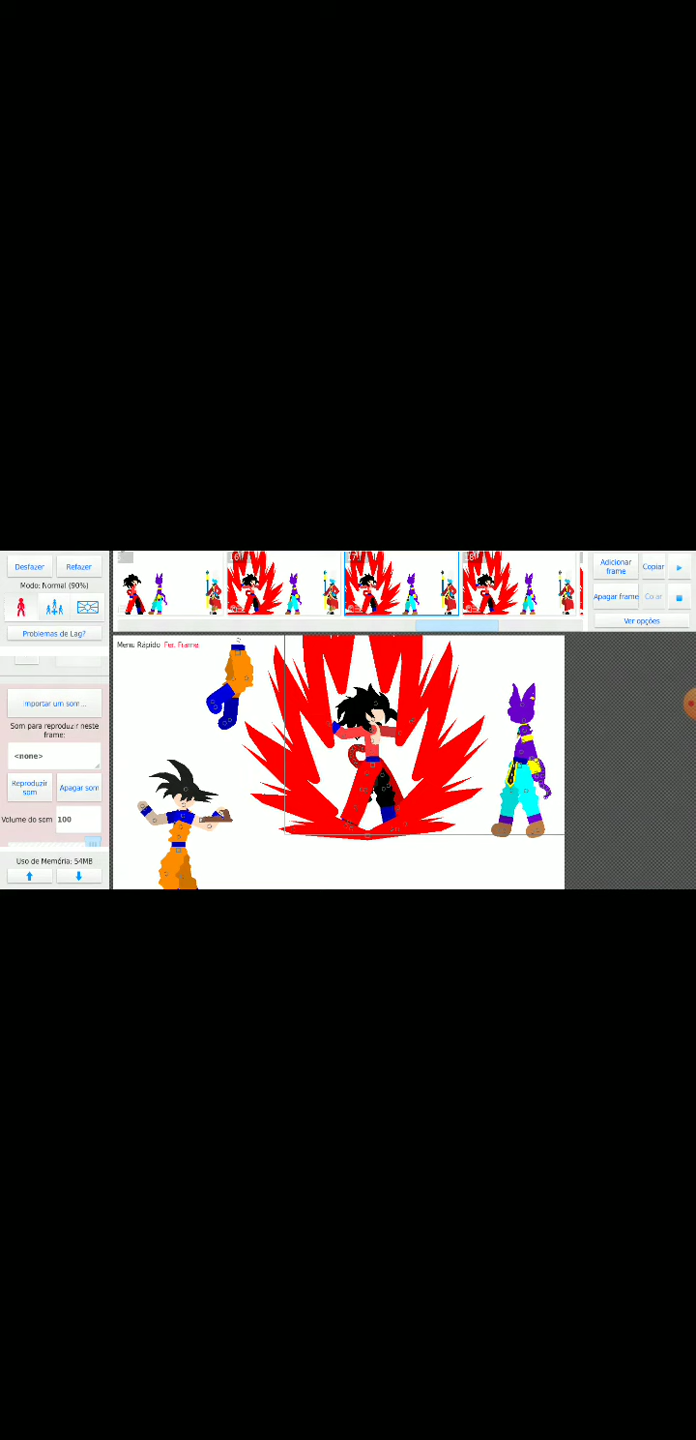 Desfazer Refazer
Modo: Normal (90%)
Problemas de Lag?
Importar um som...
Som para reproduzir neste
frame:
<none>
Reproduzir
som
Apagar som
Volume do som 100
Uso de Memória: 54MB
Menu Rápido Fer. Frame
Adicionar
frame
Copiar
Apagar frame
Ver opções